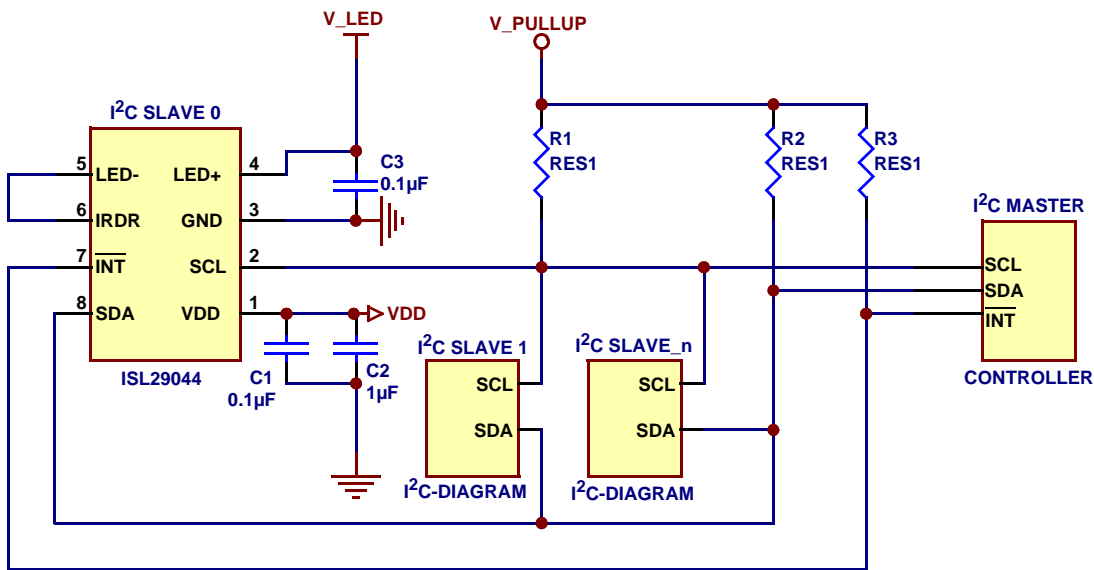 V_LED
V_PULLUP
I²C SLAVE 0
5 LED-
LED+ 4
6 IRDR
GND 3
7 I̅N̅T̅
SCL 2
8 SDA
VDD 1
ISL29044
C3
0.1µF
VDD
C1
0.1µF
C2
1µF
R1
RES1
R2
RES1
R3
RES1
I²C SLAVE 1
SCL
SDA
I²C-DIAGRAM
I²C SLAVE_n
SCL
SDA
I²C-DIAGRAM
I²C MASTER
SCL
SDA
I̅N̅T̅
CONTROLLER